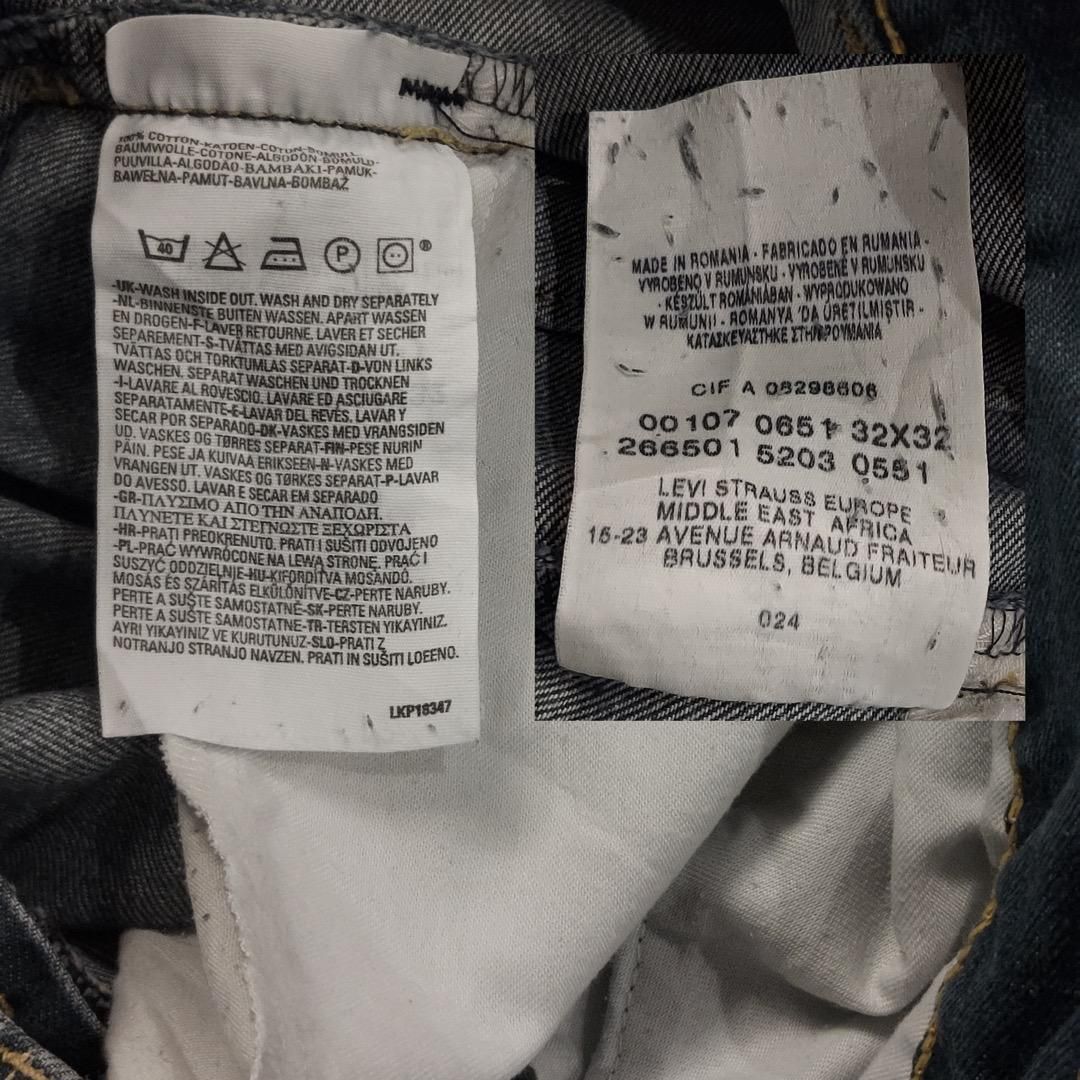 100% COTTON-KATOEN-COTON-BOMULL
BAUMWOLLE-COTONE-ALGODÓN-BOMULD-
PUUVILLA-ALGODÃO-BAMBAKI-PAMUK-
BAWEŁNA-PAMUT-BAVLNA-BOMBAŽ
40
P
®
-UK-WASH INSIDE OUT. WASH AND DRY SEPARATELY
-NL-BINNENSTE BUITEN WASSEN. APART WASSEN
EN DROGEN-F-LAVER RETOURNE. LAVER ET SECHER
SEPAREMENT-S-TVÄTTAS MED AVIGSIDAN UT.
TVÄTTAS OCH TORKTUMLAS SEPARAT-D-VON LINKS
WASCHEN. SEPARAT WASCHEN UND TROCKNEN
-I-LAVARE AL ROVESCIO. LAVARE ED ASCIUGARE
SEPARATAMENTE-E-LAVAR DEL REVÉS. LAVAR Y
SECAR POR SEPARADO-DK-VASKES MED VRANGSIDEN
UD. VASKES OG TØRRES SEPARAT-FIN-PESE NURIN
PÄIN. PESE JA KUIVAA ERIKSEEN-N-VASKES MED
VRANGEN UT. VASKES OG TØRKES SEPARAT-P-LAVAR
DO AVESSO. LAVAR E SECAR EM SEPARADO
-GR-ΠΛΥΣΙΜΟ ΑΠΟ ΤΗΝ ΑΝΑΠΟΔΗ.
ΠΛΥΝΕΤΕ ΚΑΙ ΣΤΕΓΝΩΣΤΕ ΞΕΧΩΡΙΣΤΑ
-HR-PRATI PREOKRENUTO. PRATI I SUŠITI ODVOJENO
-PL-PRAĆ WYWRÓCONE NA LEWĄ STRONĘ. PRAĆ I
SUSZYĆ ODDZIELNIE-HU-KIFORDÍTVA MOSANDÓ.
MOSÁS ÉS SZÁRÍTÁS ELKÜLÖNÍTVE-CZ-PERTE NARUBY.
PERTE A SUŠTE SAMOSTATNĚ-SK-PERTE NARUBY.
PERTE A SUŠTE SAMOSTATNE-TR-TERSTEN YIKAYINIZ.
AYRI YIKAYINIZ VE KURUTUNUZ-SLO-PRATI Z
NOTRANJO STRANJO NAVZEN. PRATI IN SUŠITI LOEENO.
LKP18347
MADE IN ROMANIA - FABRICADO EN RUMANIA -
VYROBENO V RUMUNSKU - VYROBENÉ V RUMUNSKU
- KÉSZÜLT ROMÁNIÁBAN - WYPRODUKOWANO
W RUMUNII - ROMANYA 'DA ÜRETİLMİŞTİR -
ΚΑΤΑΣΚΕΥΑΣΤΗΚΕ ΣΤΗΝ ΡΟΥΜΑΝΙΑ
CIF A 08298608
00107 0651 32X32
266501 5203 0551
LEVI STRAUSS EUROPE
MIDDLE EAST AFRICA
15-23 AVENUE ARNAUD FRAITEUR
BRUSSELS, BELGIUM
024